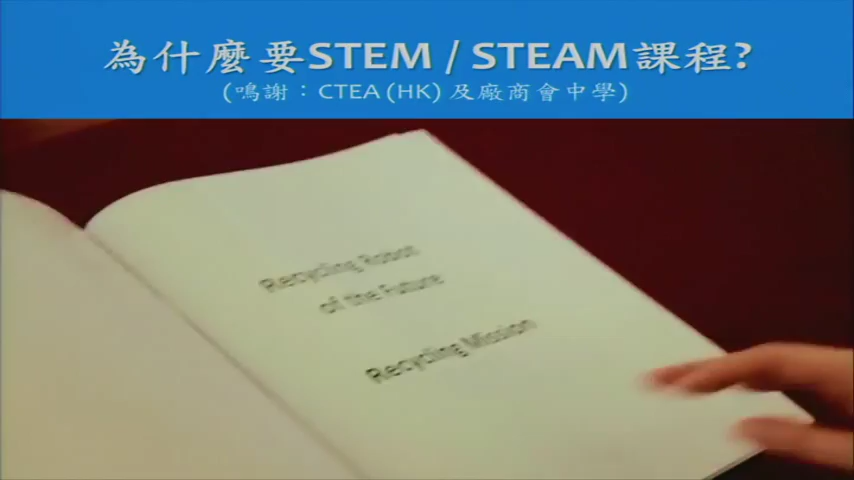 為什麼要STEM / STEAM課程?
(鳴謝：CTEA (HK) 及廠商會中學)
Recycling Robot
of the Future
Recycling Mission